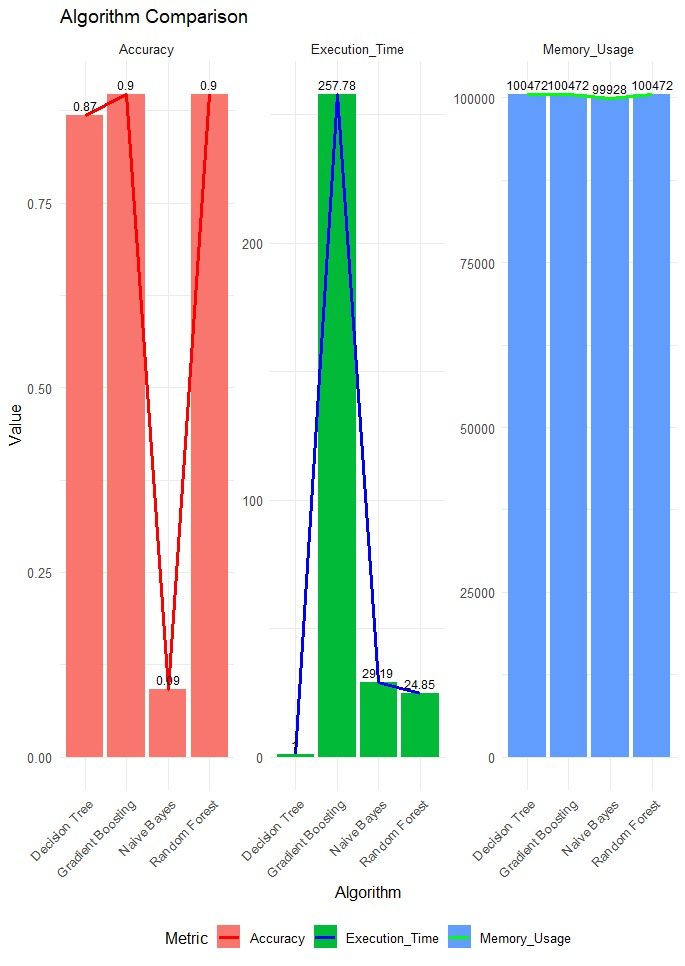 Algorithm Comparison
Accuracy
Execution_Time
Memory_Usage
Value
0.00
0.25
0.50
0.75
0.87
0.9
0.09
0.9
0
100
200
1
257.78
29.19
24.85
0
25000
50000
75000
100000
100472
100472
99928
100472
Decision Tree
Gradient Boosting
Naive Bayes
Random Forest
Decision Tree
Gradient Boosting
Naive Bayes
Random Forest
Decision Tree
Gradient Boosting
Naive Bayes
Random Forest
Algorithm
Metric Accuracy Execution_Time Memory_Usage